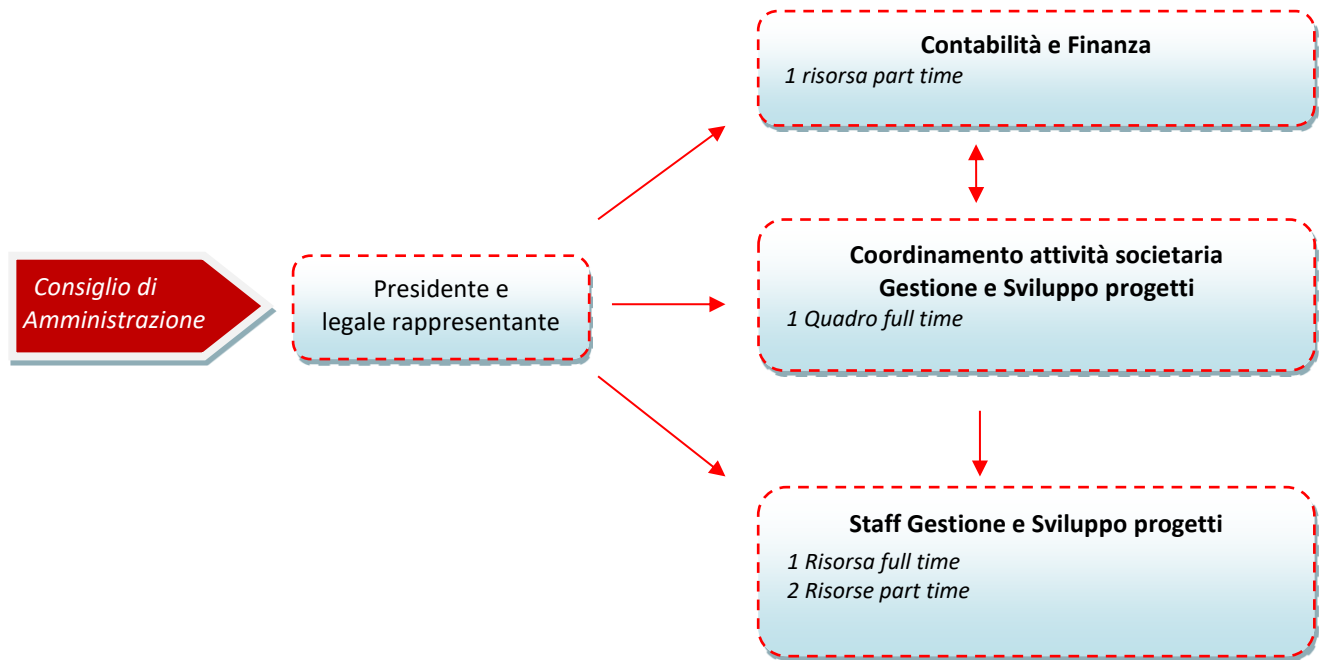 Consiglio di
Amministrazione
Presidente e
legale rappresentante
Contabilità e Finanza
1 risorsa part time
Coordinamento attività societaria
Gestione e Sviluppo progetti
1 Quadro full time
Staff Gestione e Sviluppo progetti
1 Risorsa full time
2 Risorse part time